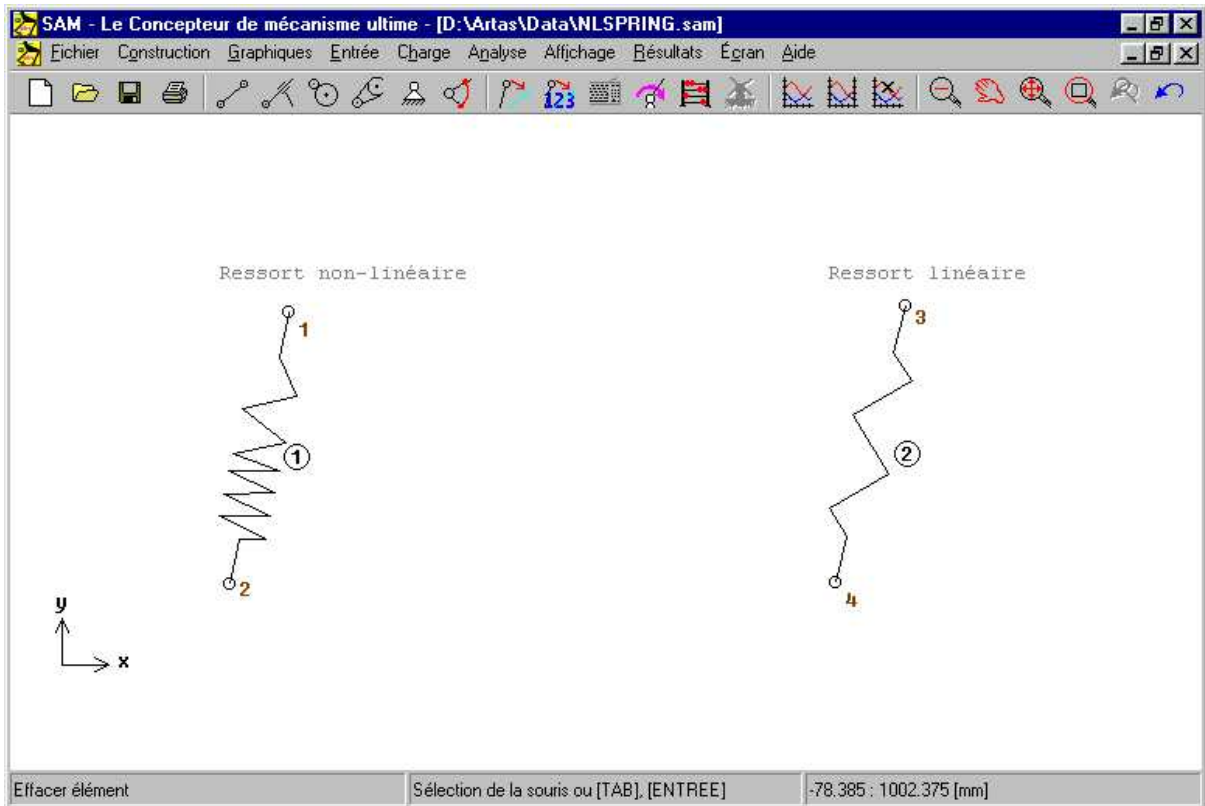 SAM - Le Concepteur de mécanisme ultime - [D:\Artas\Data\NLSPRING.sam]
Fichier Construction Graphiques Entrée Charge Analyse Affichage Résultats Écran Aide
123
Ressort non-linéaire
Ressort linéaire
1
3
1
2
2
4
y
x
Effacer élément
Sélection de la souris ou [TAB], [ENTREE]
-78.385 : 1002.375 [mm]